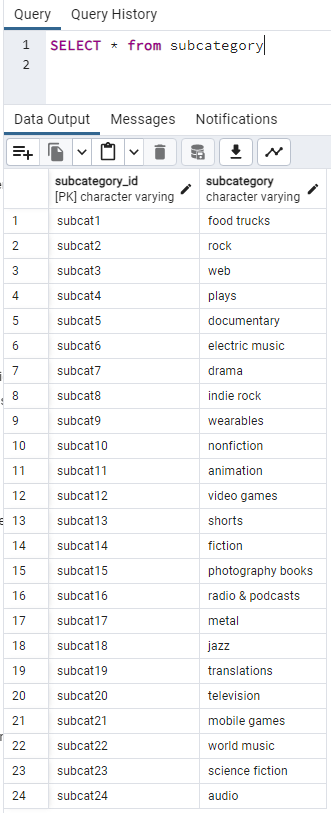 Query Query History
1 SELECT * from subcategory
2
Data Output Messages Notifications
subcategory_id subcategory
[PK] character varying character varying
1 subcat1 food trucks
2 subcat2 rock
3 subcat3 web
4 subcat4 plays
5 subcat5 documentary
6 subcat6 electric music
7 subcat7 drama
8 subcat8 indie rock
9 subcat9 wearables
10 subcat10 nonfiction
11 subcat11 animation
12 subcat12 video games
13 subcat13 shorts
14 subcat14 fiction
15 subcat15 photography books
16 subcat16 radio & podcasts
17 subcat17 metal
18 subcat18 jazz
19 subcat19 translations
20 subcat20 television
21 subcat21 mobile games
22 subcat22 world music
23 subcat23 science fiction
24 subcat24 audio